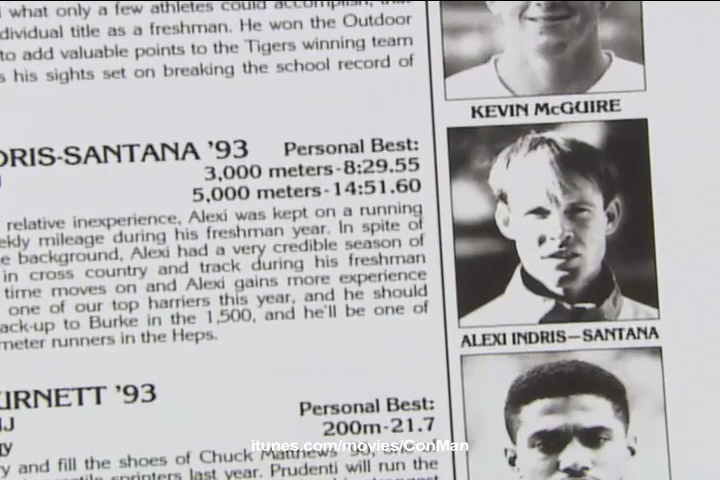 what only a few athletes could accomplish, that
dividual title as a freshman. He won the Outdoor
to add valuable points to the Tigers winning team
s his sights set on breaking the school record of
KEVIN McGUIRE
DRIS-SANTANA '93 Personal Best:
3,000 meters-8:29.55
5,000 meters-14:51.60
relative inexperience, Alexi was kept on a running
ekly mileage during his freshman year. In spite of
e background, Alexi had a very credible season of
in cross country and track during his freshman
time moves on and Alexi gains more experience
one of our top harriers this year, and he should
ack-up to Burke in the 1,500, and he'll be one of
meter runners in the Heps.
ALEXI INDRIS-SANTANA
URNETT '93
Personal Best:
200m-21.7
IJ
LY
itunes.com/movies/ConMan
y and fill the shoes of Chuck Matthews '90,
sprinters last year. Prudenti will run the